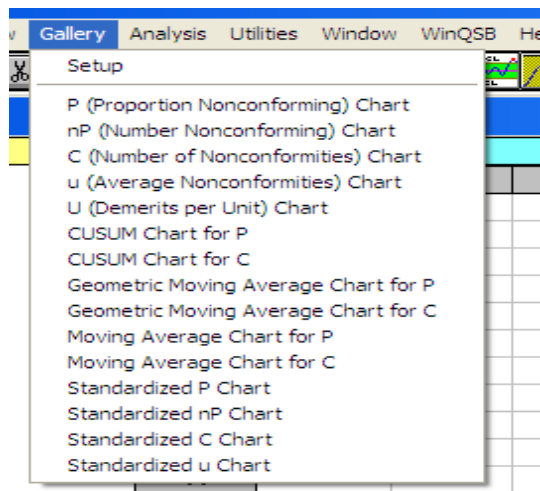 Gallery Analysis Utilities Window WinQSB He
Setup
P (Proportion Nonconforming) Chart
nP (Number Nonconforming) Chart
C (Number of Nonconformities) Chart
u (Average Nonconformities) Chart
U (Demerits per Unit) Chart
CUSUM Chart for P
CUSUM Chart for C
Geometric Moving Average Chart for P
Geometric Moving Average Chart for C
Moving Average Chart for P
Moving Average Chart for C
Standardized P Chart
Standardized nP Chart
Standardized C Chart
Standardized u Chart